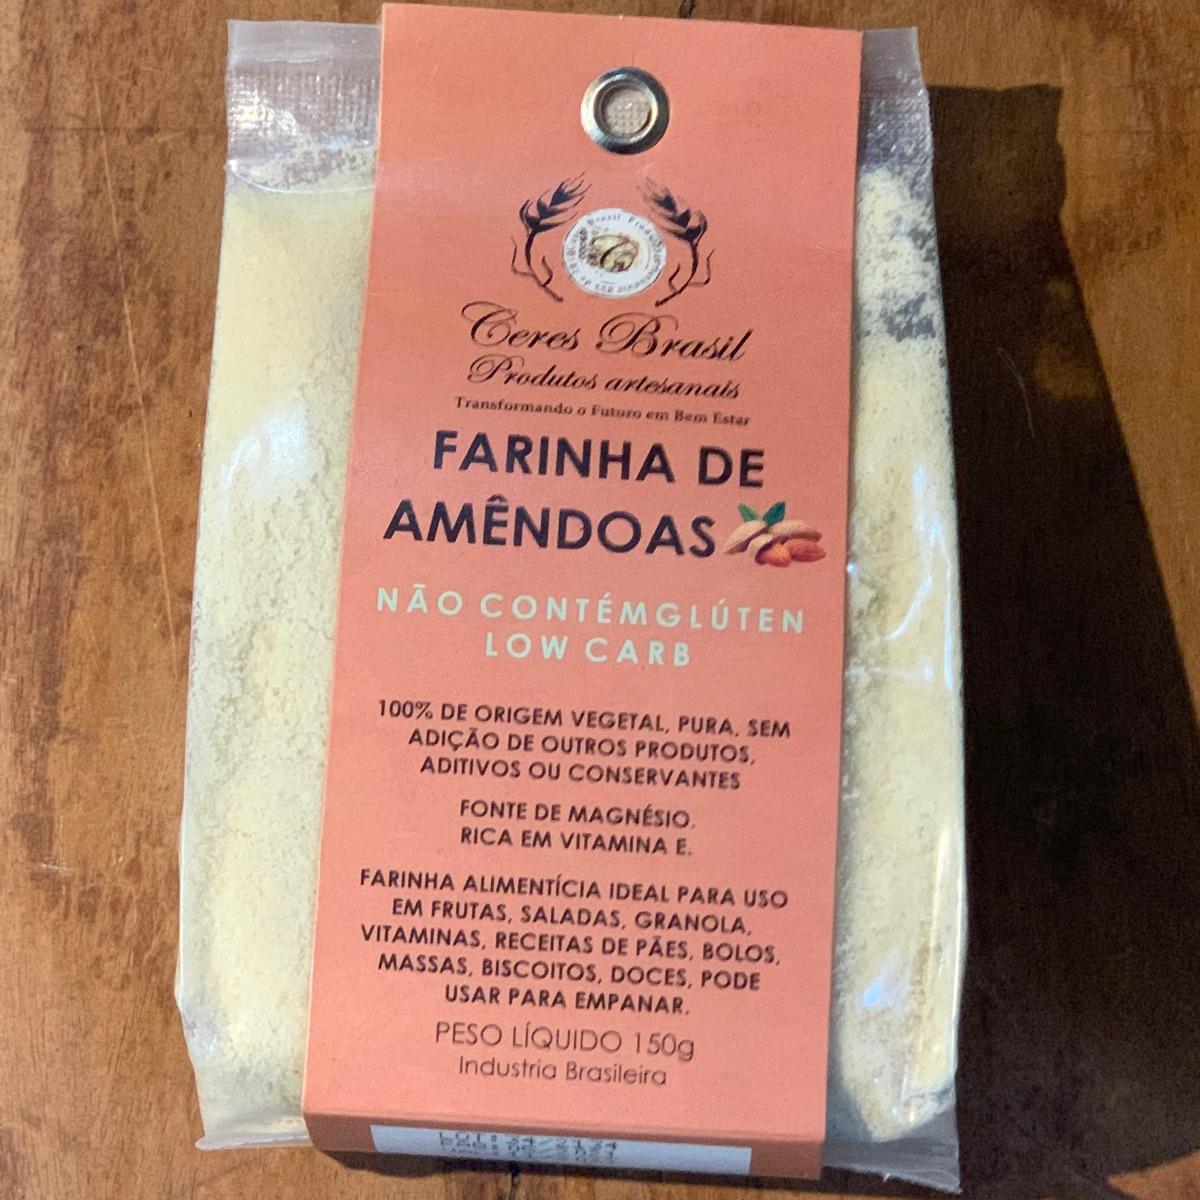 Ceres Brasil
Produtos artesanais
Transformando o Futuro em Bem Estar
FARINHA DE
AMÊNDOAS
NÃO CONTÉMGLÚTEN
LOW CARB
100% DE ORIGEM VEGETAL, PURA, SEM
ADIÇÃO DE OUTROS PRODUTOS,
ADITIVOS OU CONSERVANTES
FONTE DE MAGNÉSIO.
RICA EM VITAMINA E.
FARINHA ALIMENTÍCIA IDEAL PARA USO
EM FRUTAS, SALADAS, GRANOLA,
VITAMINAS, RECEITAS DE PÃES, BOLOS,
MASSAS, BISCOITOS, DOCES, PODE
USAR PARA EMPANAR.
PESO LÍQUIDO 150g
Industria Brasileira